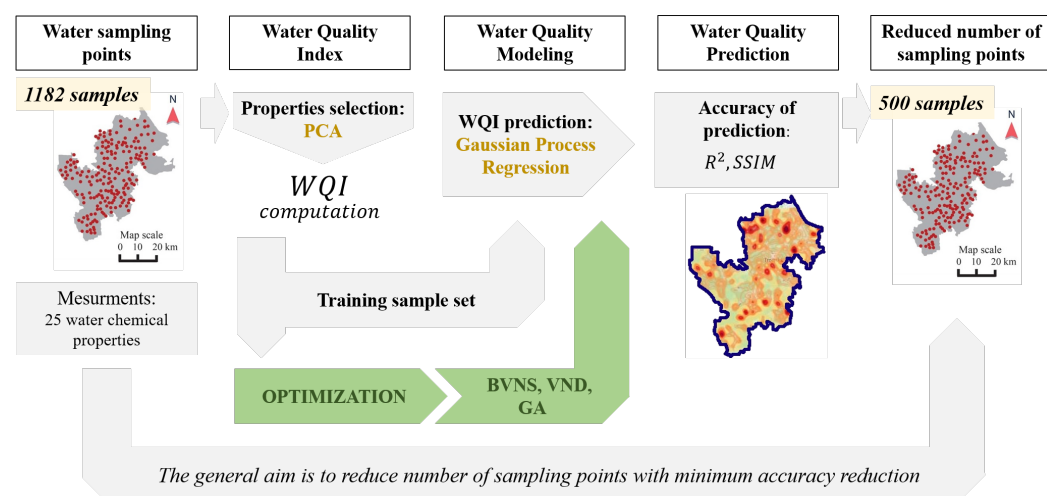 Water sampling
points
Water Quality
Index
Water Quality
Modeling
Water Quality
Prediction
Reduced number of
sampling points
1182 samples
N
Map scale
0 10 20 km
Mesurments:
25 water chemical
properties
Properties selection:
PCA
WQI
computation
WQI prediction:
Gaussian Process
Regression
Accuracy of
prediction:
R², SSIM
500 samples
N
Map scale
0 10 20 km
Training sample set
OPTIMIZATION
BVNS, VND,
GA
The general aim is to reduce number of sampling points with minimum accuracy reduction